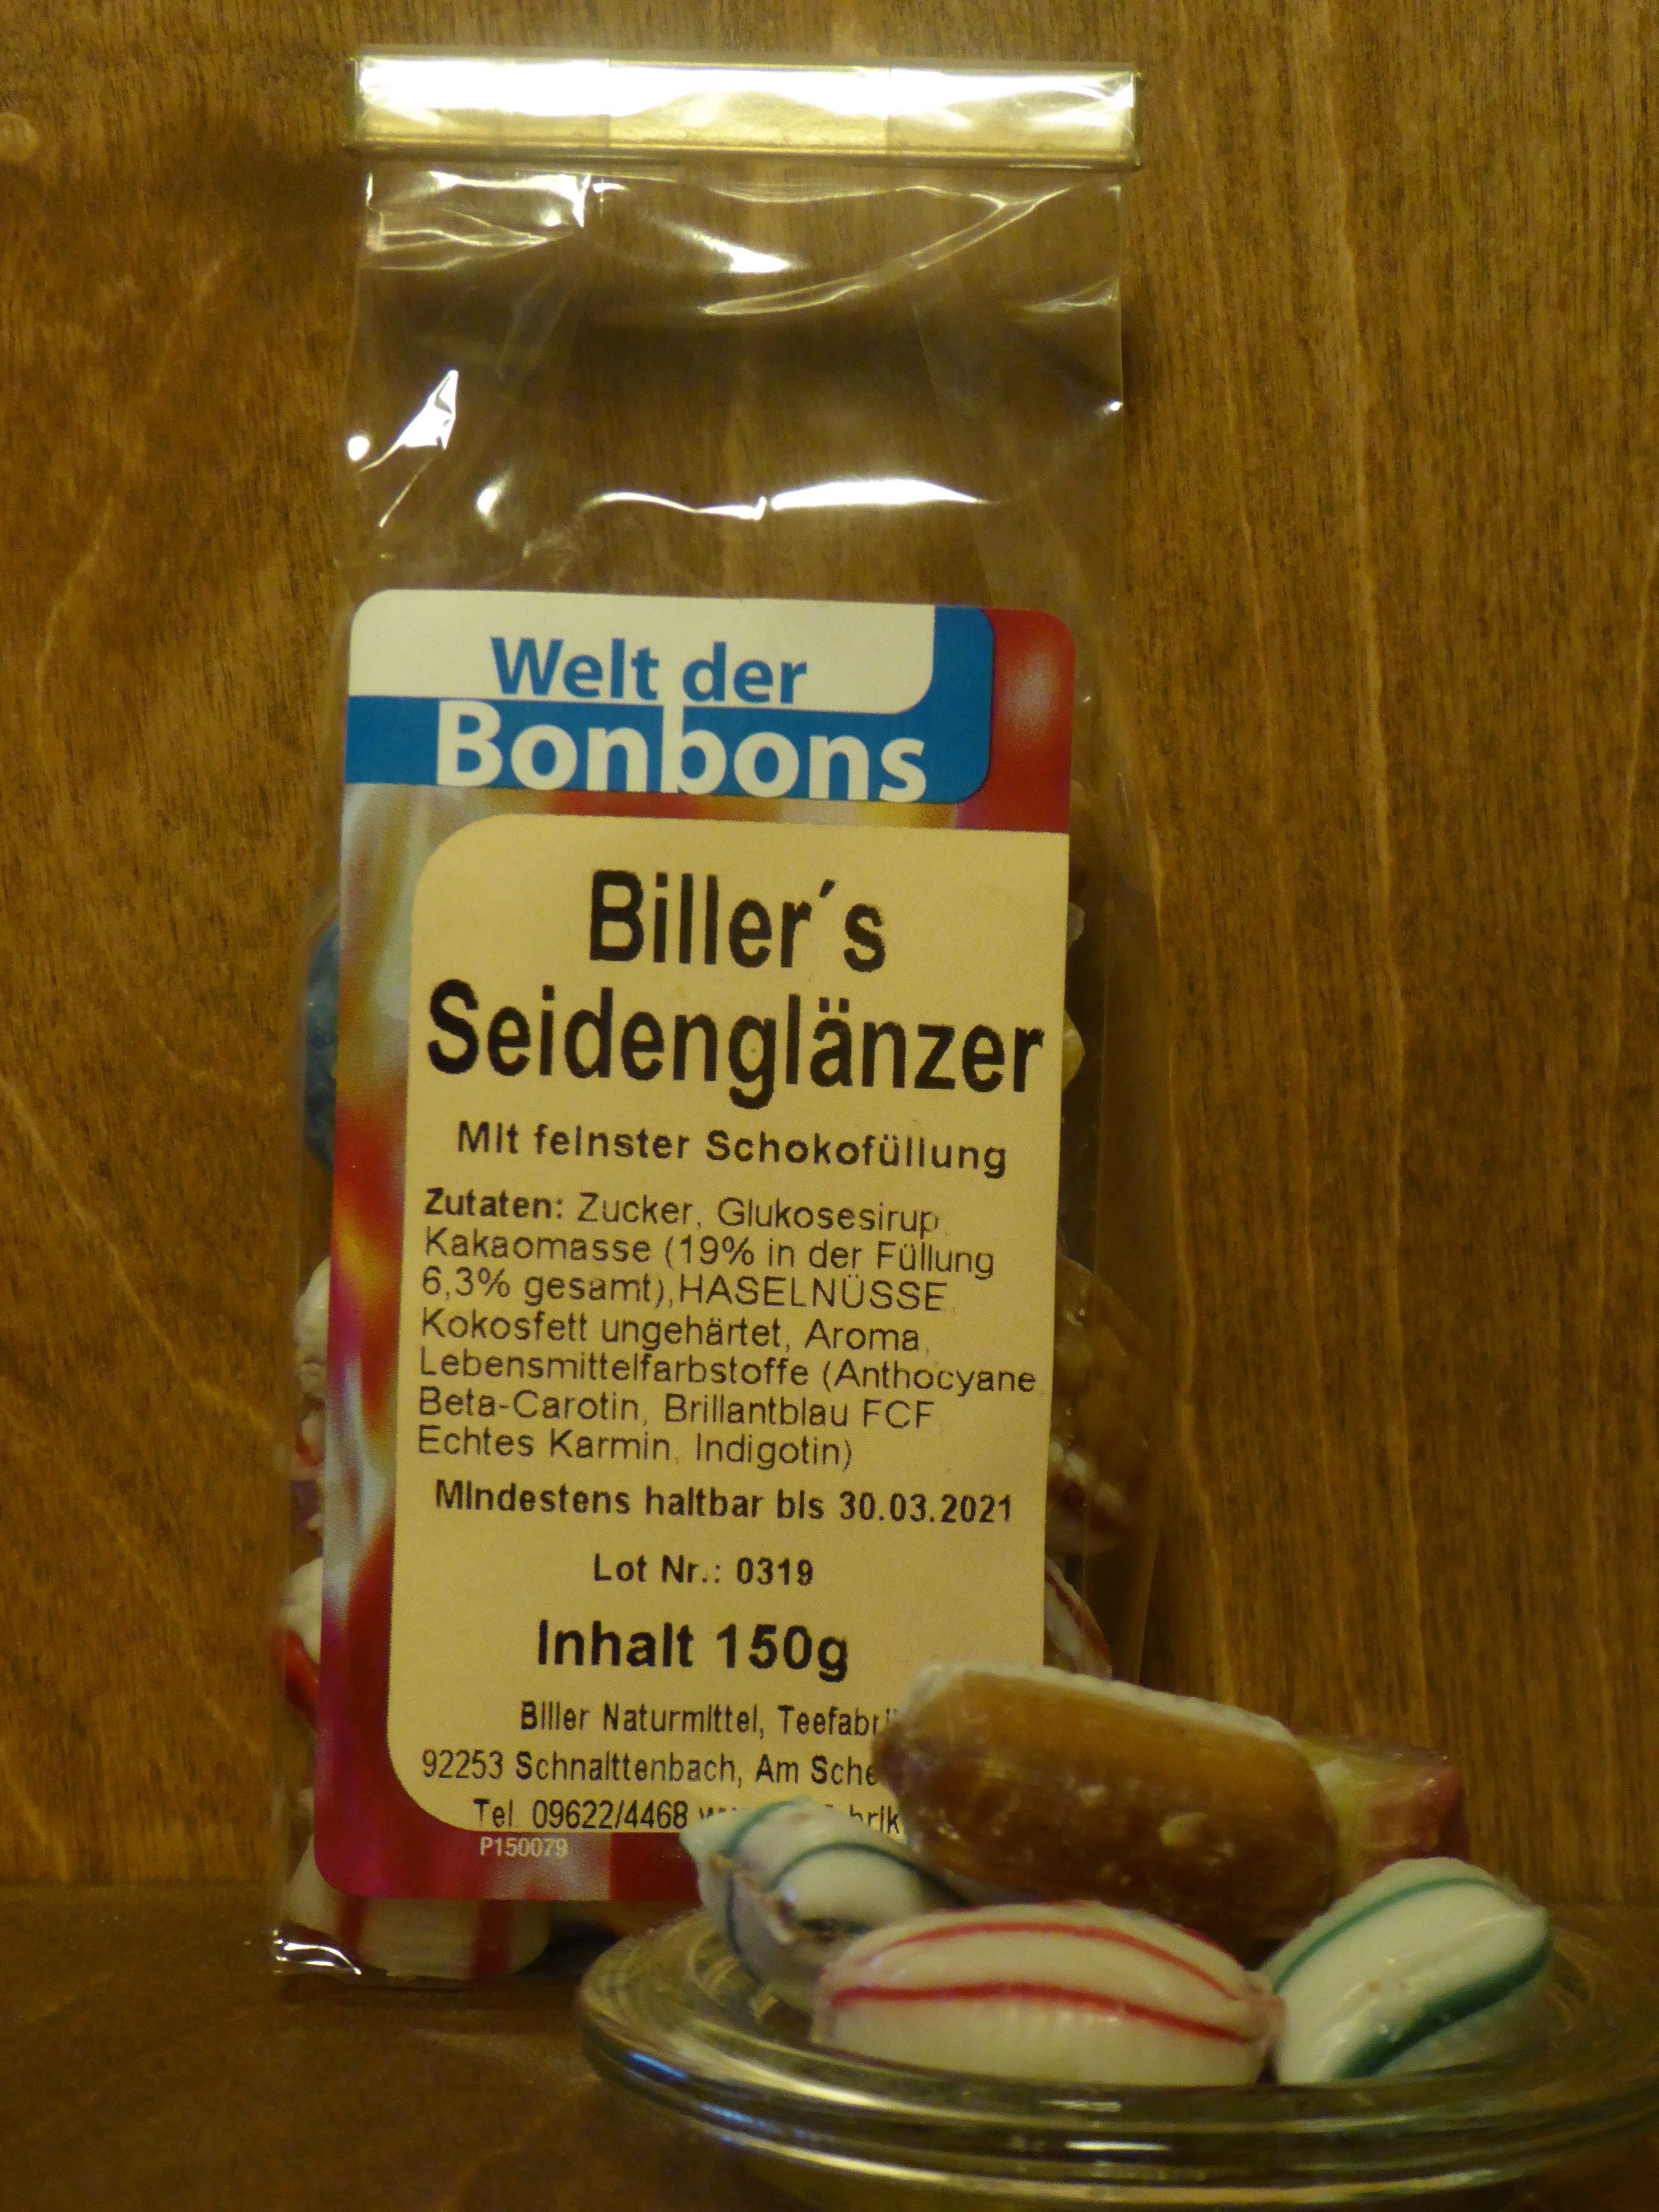 Welt der
Bonbons
Biller´s
Seidenglänzer
Mit feinster Schokofüllung
Zutaten: Zucker, Glukosesirup,
Kakaomasse (19% in der Füllung
6,3% gesamt),HASELNÜSSE,
Kokosfett ungehärtet, Aroma,
Lebensmittelfarbstoffe (Anthocyane
Beta-Carotin, Brillantblau FCF
Echtes Karmin, Indigotin)
Mindestens haltbar bis 30.03.2021
Lot Nr.: 0319
Inhalt 150g
Biller Naturmittel,
92253 Schnaittenbach, Am
Tel. 09622/4468
P150079